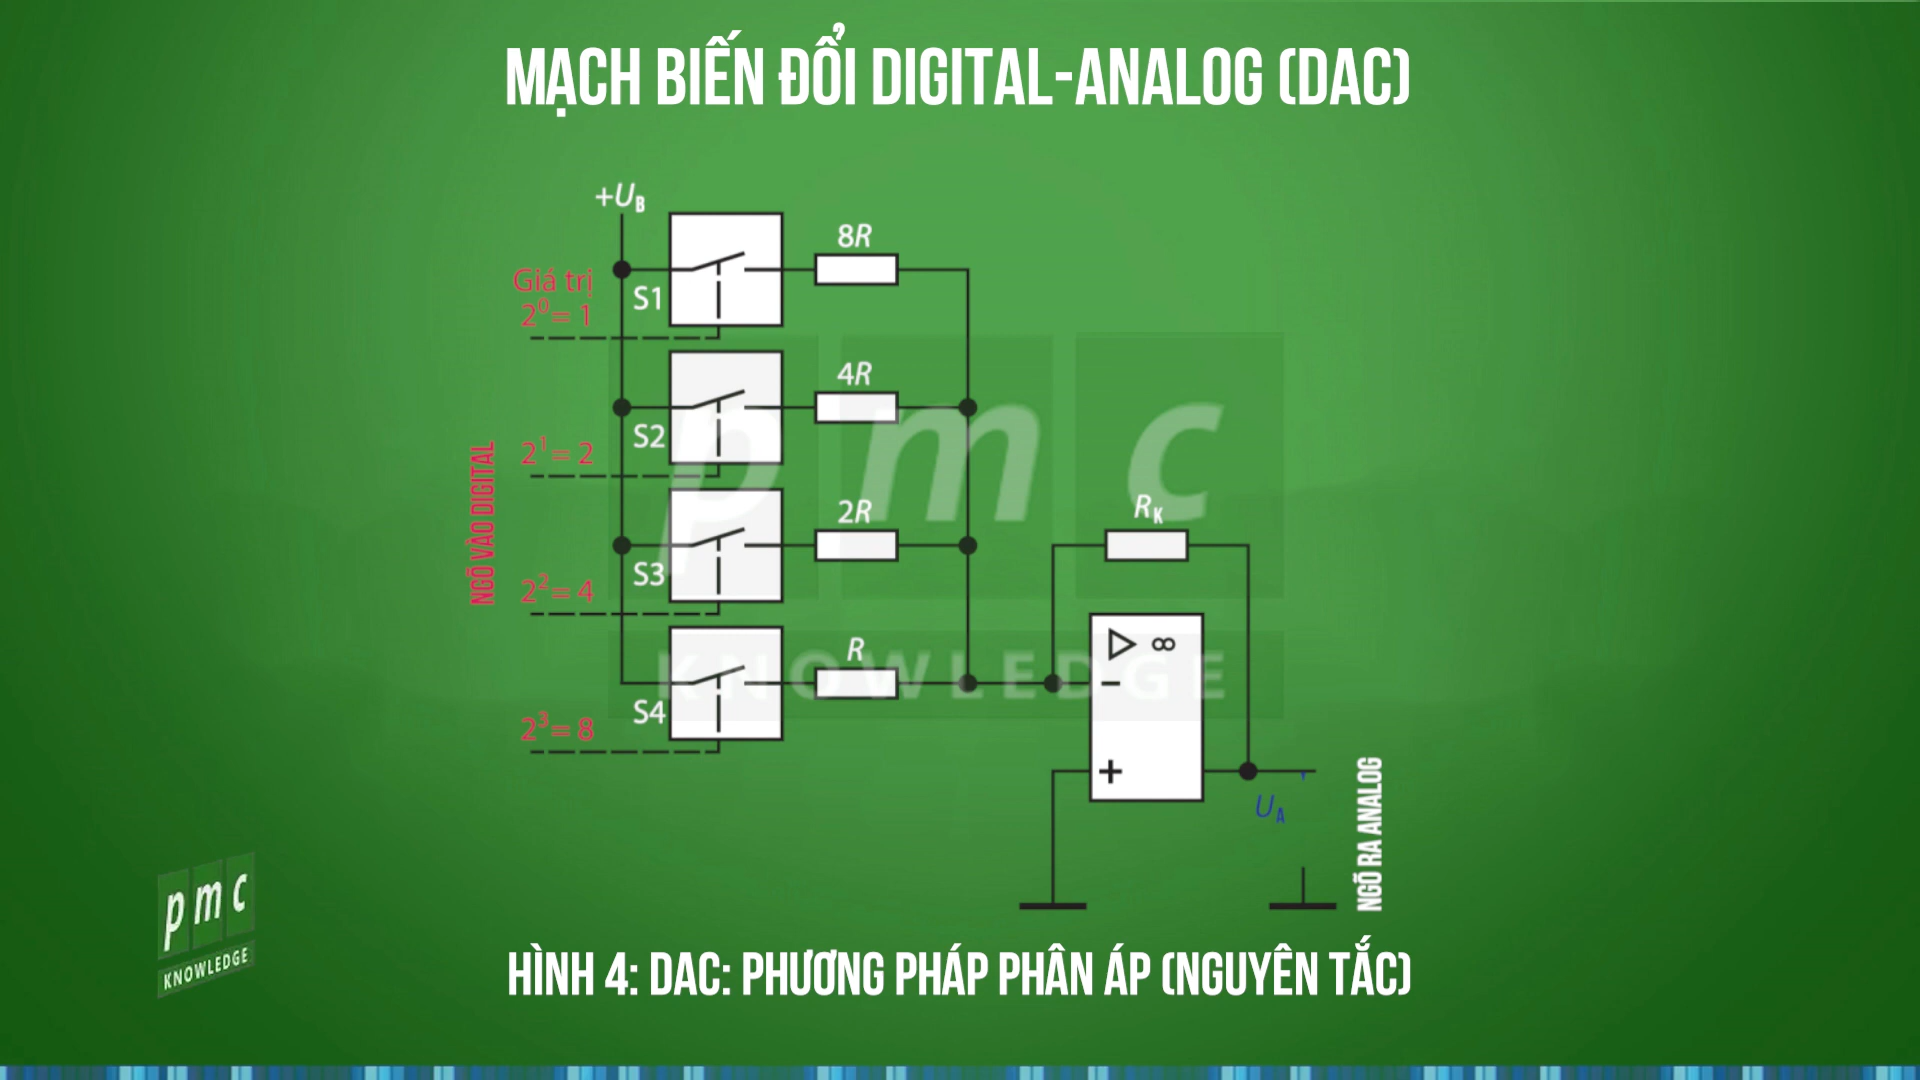 MẠCH BIẾN ĐỔI DIGITAL-ANALOG (DAC)
+UB
8R
Giá trị
2⁰= 1
S1
4R
2¹= 2
S2
2R
2²= 4
S3
R
2³= 8
S4
NGÕ VÀO DIGITAL
RK
∞
−
+
UA
NGÕ RA ANALOG
pmc
KNOWLEDGE
pmc
KNOWLEDGE
HÌNH 4: DAC: PHƯƠNG PHÁP PHÂN ÁP (NGUYÊN TẮC)